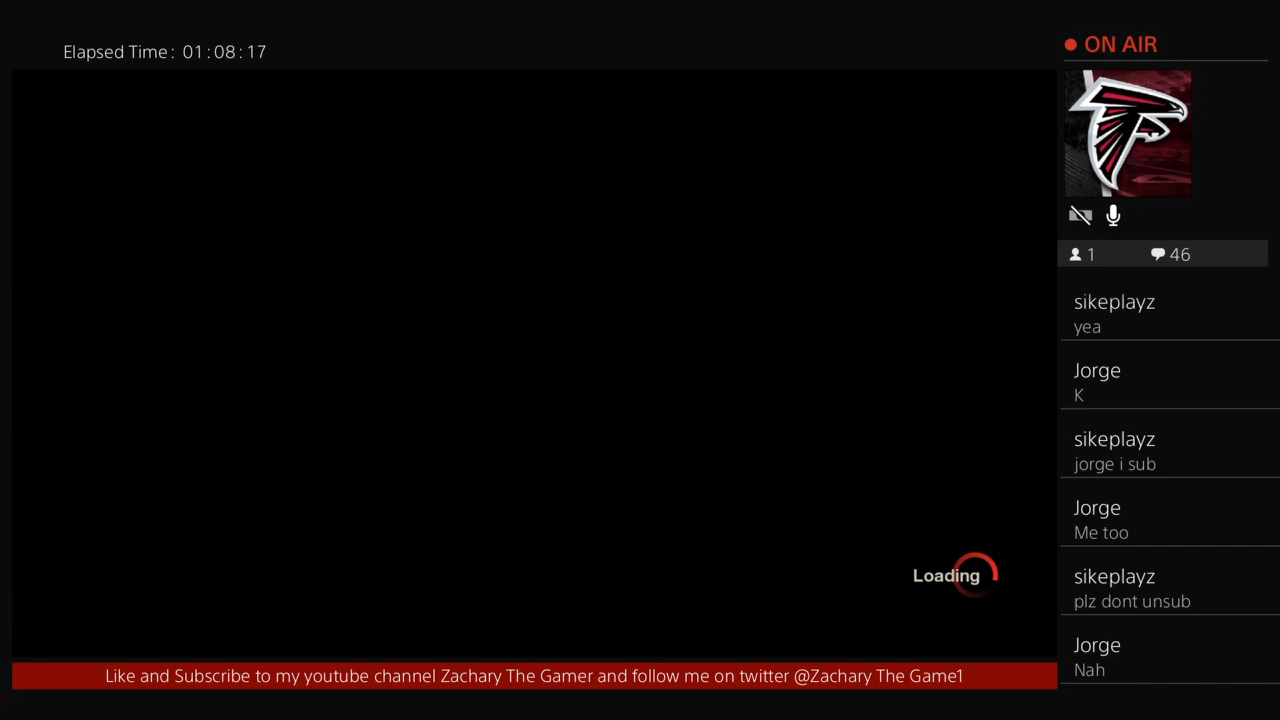 Elapsed Time: 01:08:17
ON AIR
1 46
sikeplayz
yea
Jorge
K
sikeplayz
jorge i sub
Jorge
Me too
sikeplayz
plz dont unsub
Jorge
Nah
Loading
Like and Subscribe to my youtube channel Zachary The Gamer and follow me on twitter @Zachary The Game1